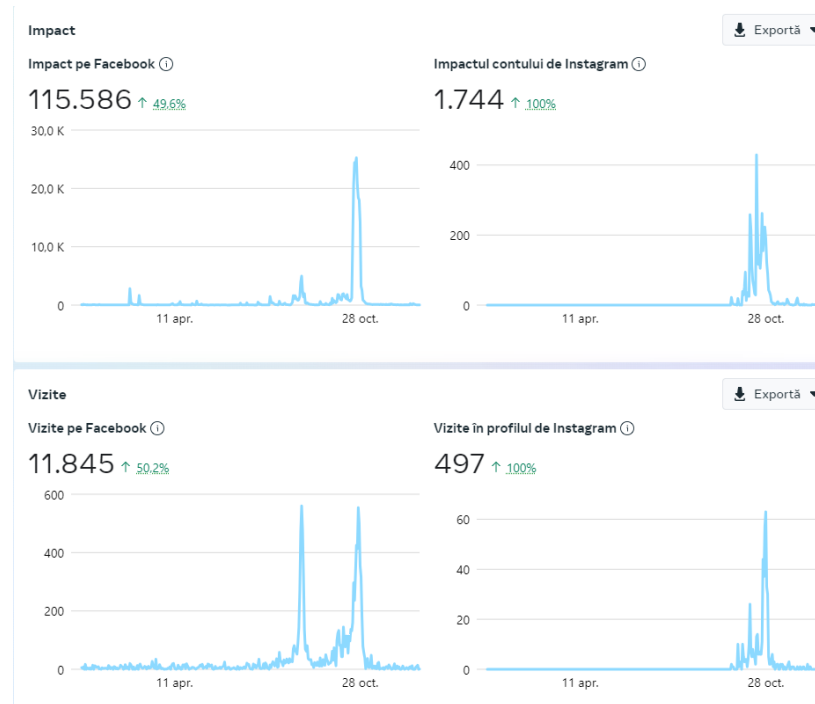 Impact
Exportă
Impact pe Facebook
115.586 ↑ 49,6%
30,0 K
20,0 K
10,0 K
0
11 apr.
28 oct.
Impactul contului de Instagram
1.744 ↑ 100%
400
200
0
11 apr.
28 oct.
Vizite
Exportă
Vizite pe Facebook
11.845 ↑ 50,2%
600
400
200
0
11 apr.
28 oct.
Vizite în profilul de Instagram
497 ↑ 100%
60
40
20
0
11 apr.
28 oct.